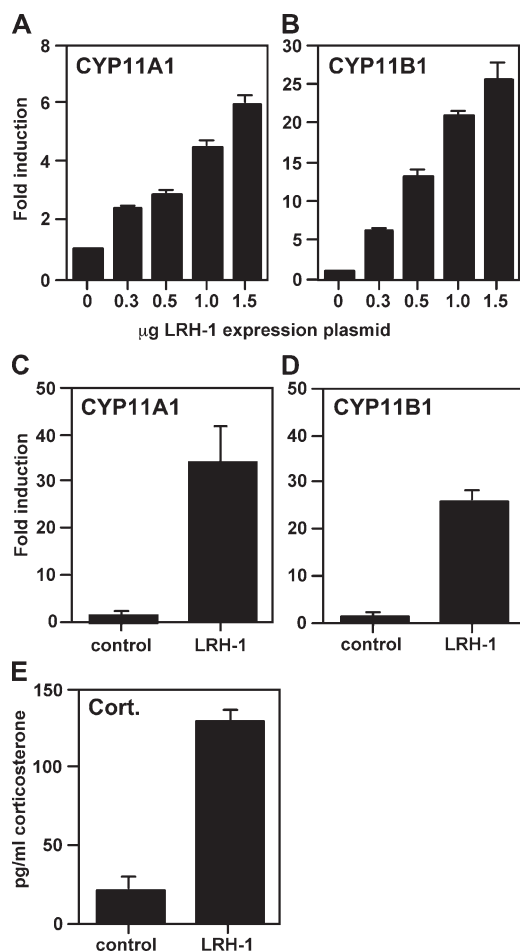 A
B
CYP11A1
CYP11B1
Fold induction
8
6
4
2
0
30
25
20
15
10
5
0
0 0.3 0.5 1.0 1.5
0 0.3 0.5 1.0 1.5
μg LRH-1 expression plasmid
C
D
CYP11A1
CYP11B1
Fold induction
50
40
30
20
10
0
50
40
30
20
10
0
control LRH-1
control LRH-1
E
Cort.
pg/ml corticosterone
150
100
50
0
control LRH-1